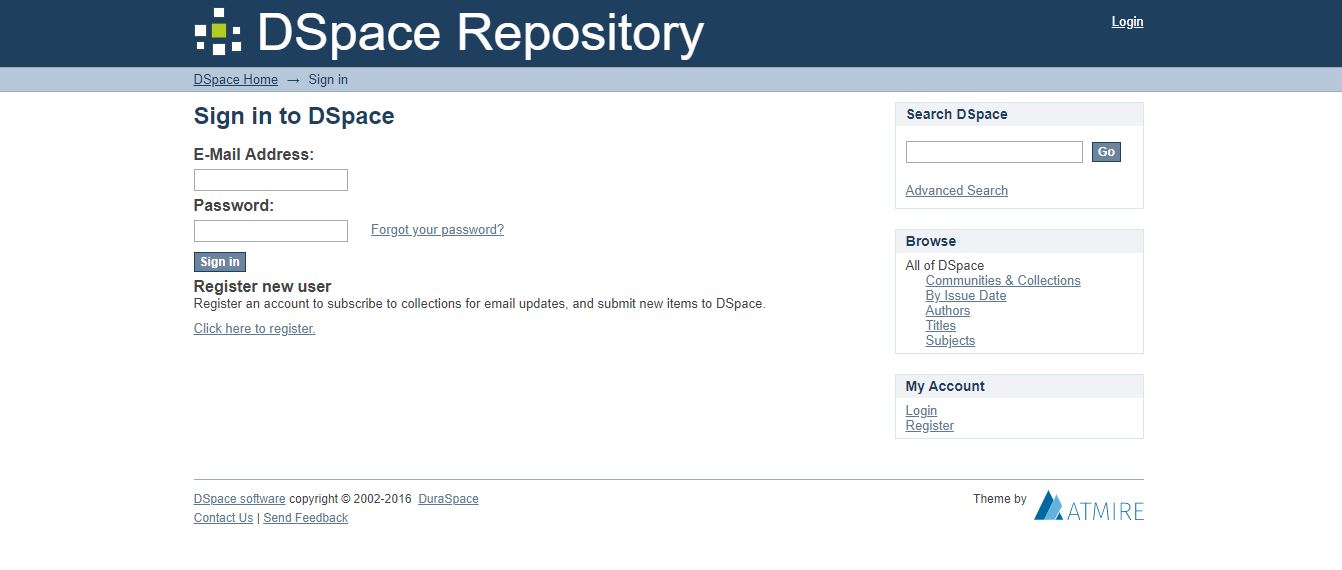 DSpace Repository
Login
DSpace Home → Sign in
Sign in to DSpace
E-Mail Address:
Password:
Forgot your password?
Sign in
Register new user
Register an account to subscribe to collections for email updates, and submit new items to DSpace.
Click here to register.
Search DSpace
Go
Advanced Search
Browse
All of DSpace
Communities & Collections
By Issue Date
Authors
Titles
Subjects
My Account
Login
Register
DSpace software copyright © 2002-2016 DuraSpace
Contact Us | Send Feedback
Theme by ATMIRE